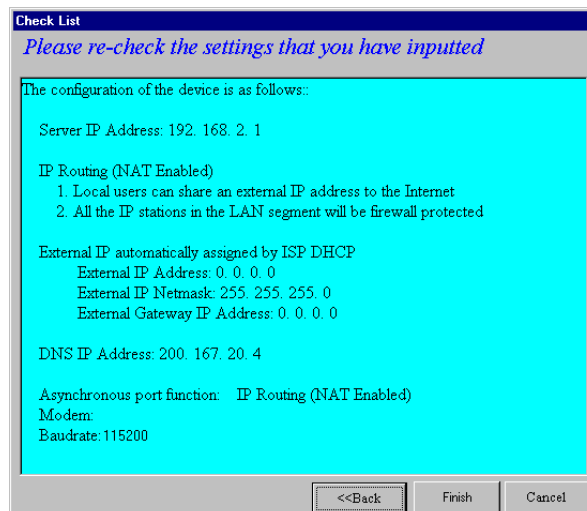 Check List
Please re-check the settings that you have inputted
The configuration of the device is as follows::
Server IP Address: 192. 168. 2. 1
IP Routing (NAT Enabled)
1. Local users can share an external IP address to the Internet
2. All the IP stations in the LAN segment will be firewall protected
External IP automatically assigned by ISP DHCP
External IP Address: 0. 0. 0. 0
External IP Netmask: 255. 255. 255. 0
External Gateway IP Address: 0. 0. 0. 0
DNS IP Address: 200. 167. 20. 4
Asynchronous port function: IP Routing (NAT Enabled)
Modem:
Baudrate: 115200
<<Back Finish Cancel